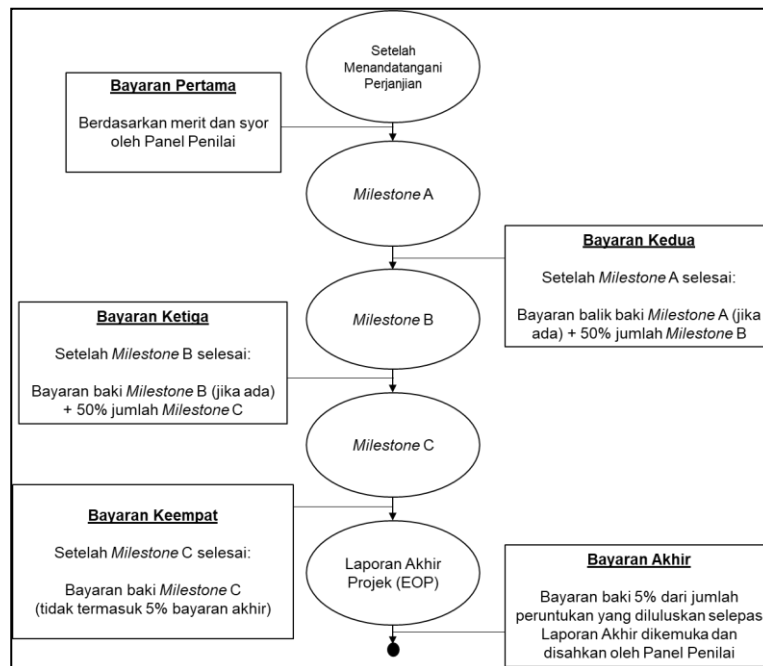 Setelah
Menandatangani
Perjanjian
Bayaran Pertama
Berdasarkan merit dan syor
oleh Panel Penilai
Milestone A
Bayaran Kedua
Setelah Milestone A selesai:
Bayaran balik baki Milestone A (jika
ada) + 50% jumlah Milestone B
Milestone B
Bayaran Ketiga
Setelah Milestone B selesai:
Bayaran baki Milestone B (jika ada)
+ 50% jumlah Milestone C
Milestone C
Bayaran Keempat
Setelah Milestone C selesai:
Bayaran baki Milestone C
(tidak termasuk 5% bayaran akhir)
Laporan Akhir
Projek (EOP)
Bayaran Akhir
Bayaran baki 5% dari jumlah
peruntukan yang diluluskan selepas
Laporan Akhir dikemuka dan
disahkan oleh Panel Penilai